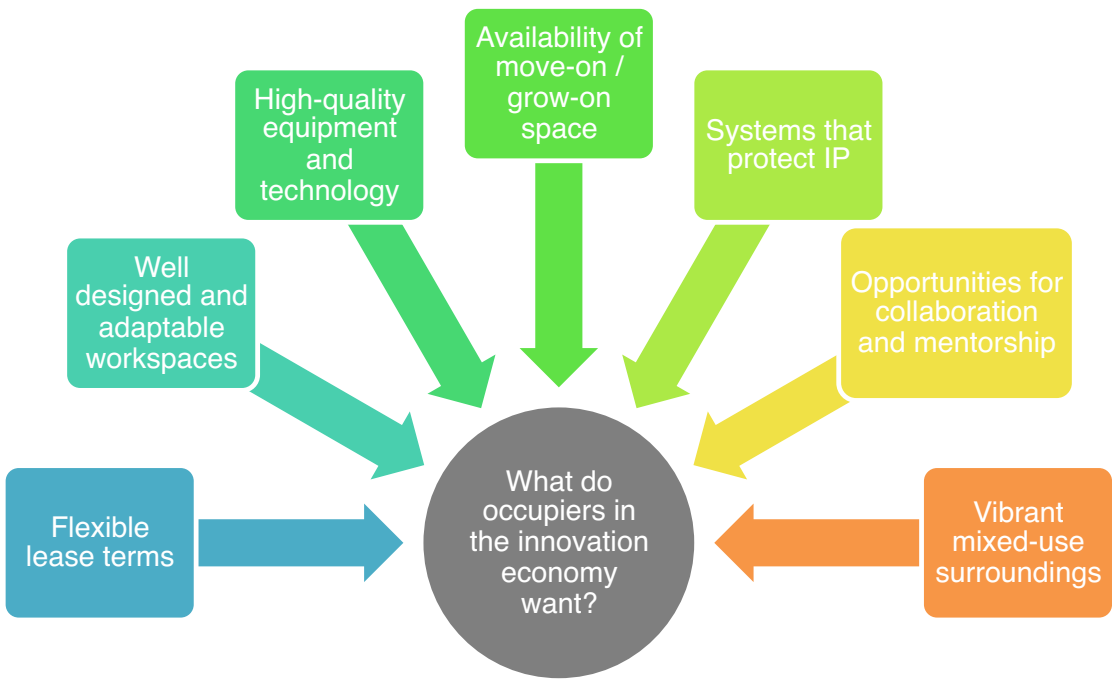 Availability of
move-on /
grow-on
space
High-quality
equipment
and
technology
Systems that
protect IP
Well
designed and
adaptable
workspaces
Opportunities for
collaboration
and mentorship
Flexible
lease terms
What do
occupiers in
the innovation
economy
want?
Vibrant
mixed-use
surroundings